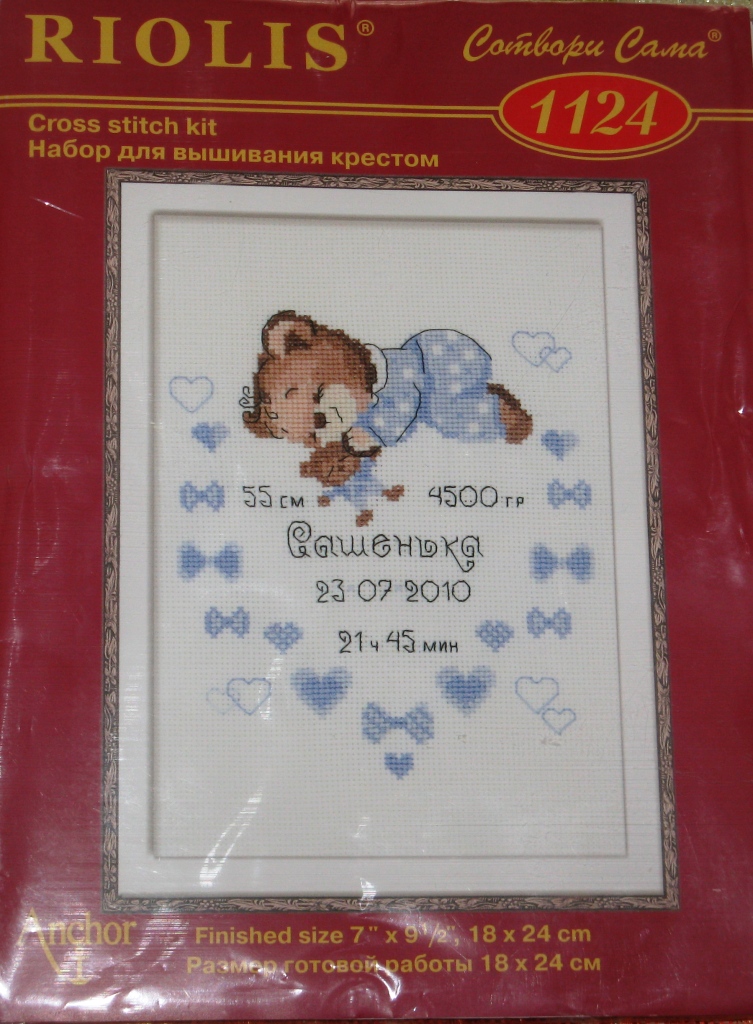 RIOLIS®
Сотвори Сама®
1124
Cross stitch kit
Набор для вышивания крестом
55 см 4500 гр
Сашенька
23 07 2010
21 ч 45 мин
Anchor
Finished size 7" x 9 1/2", 18 x 24 cm
Размер готовой работы 18 x 24 см